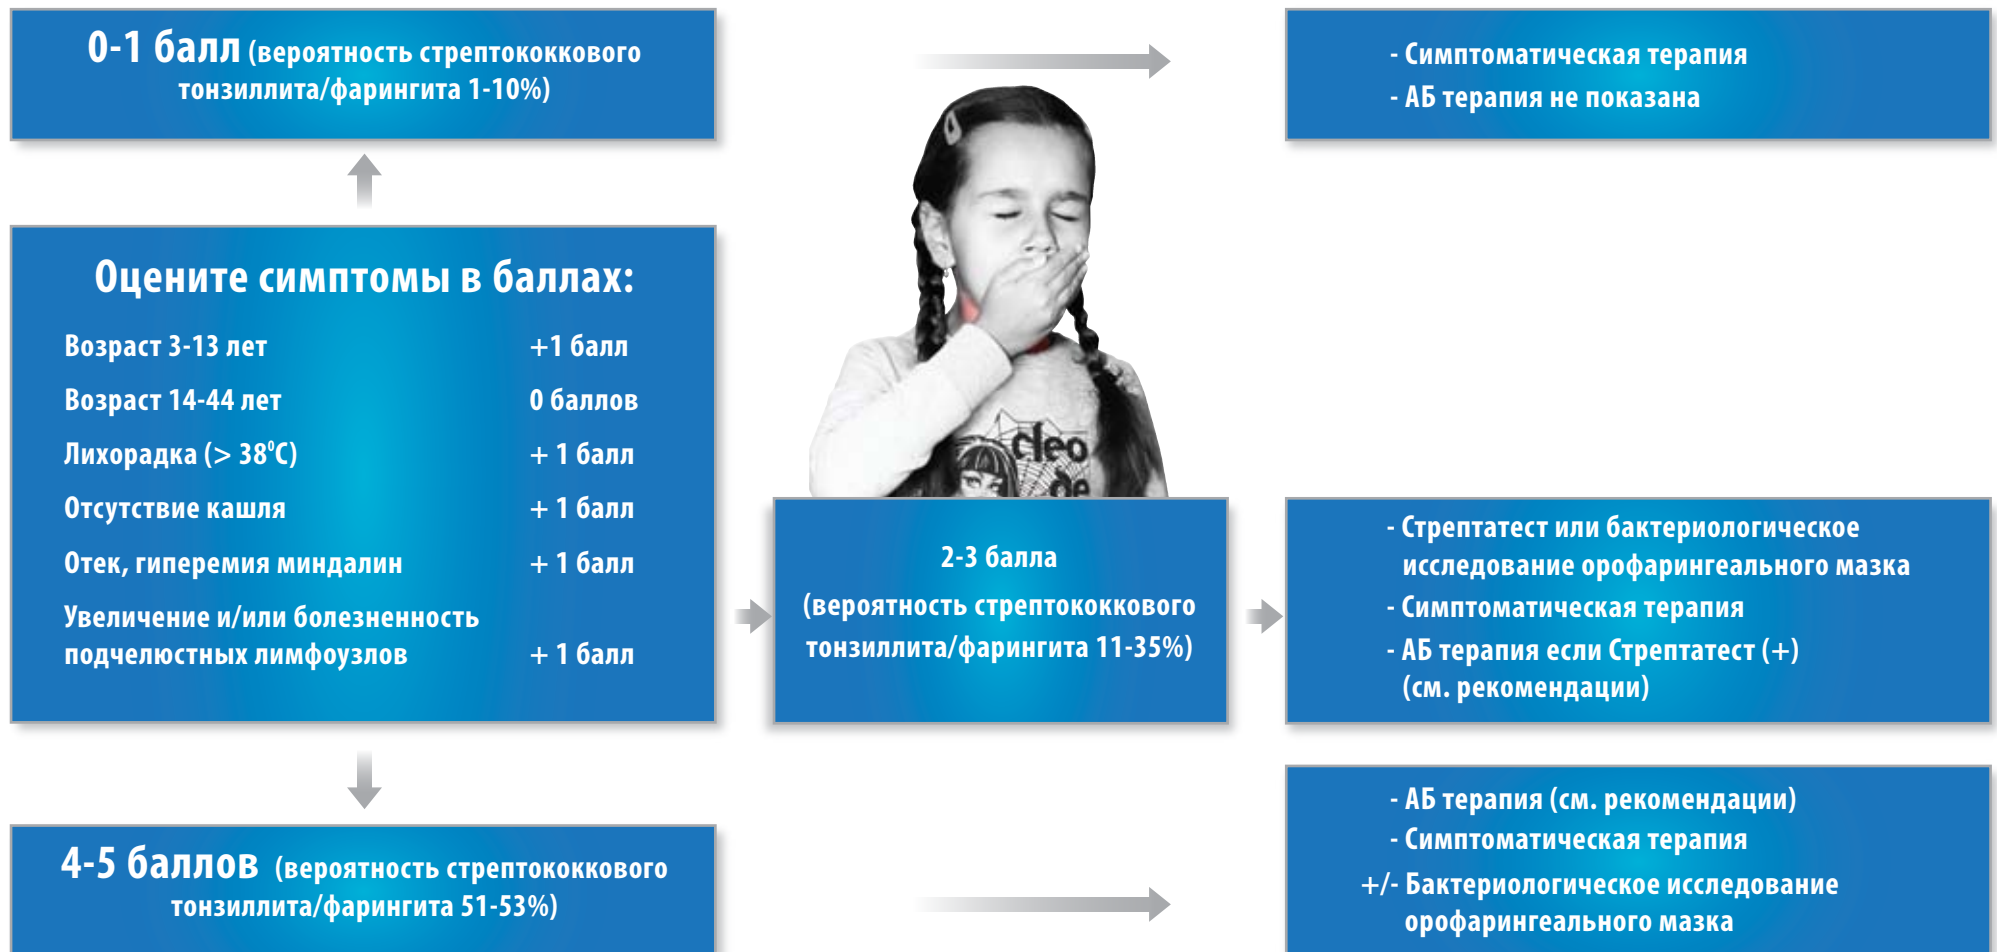 0-1 балл (вероятность стрептококкового
тонзиллита/фарингита 1-10%)
- Симптоматическая терапия
- АБ терапия не показана
Оцените симптомы в баллах:
Возраст 3-13 лет +1 балл
Возраст 14-44 лет 0 баллов
Лихорадка (> 38⁰С) + 1 балл
Отсутствие кашля + 1 балл
Отек, гиперемия миндалин + 1 балл
Увеличение и/или болезненность
подчелюстных лимфоузлов + 1 балл
cleo
de
2-3 балла
(вероятность стрептококкового
тонзиллита/фарингита 11-35%)
- Стрептатест или бактериологическое
исследование орофарингеального мазка
- Симптоматическая терапия
- АБ терапия если Стрептатест (+)
(см. рекомендации)
4-5 баллов (вероятность стрептококкового
тонзиллита/фарингита 51-53%)
- АБ терапия (см. рекомендации)
- Симптоматическая терапия
+/- Бактериологическое исследование
орофарингеального мазка